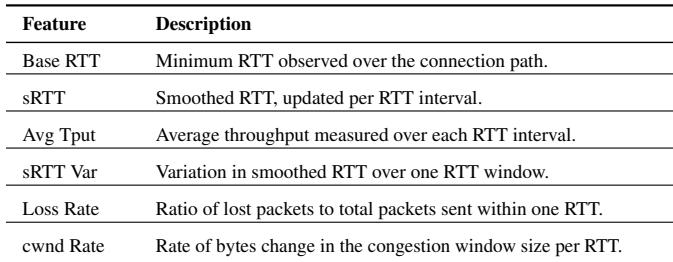 Feature Description
Base RTT Minimum RTT observed over the connection path.
sRTT Smoothed RTT, updated per RTT interval.
Avg Tput Average throughput measured over each RTT interval.
sRTT Var Variation in smoothed RTT over one RTT window.
Loss Rate Ratio of lost packets to total packets sent within one RTT.
cwnd Rate Rate of bytes change in the congestion window size per RTT.